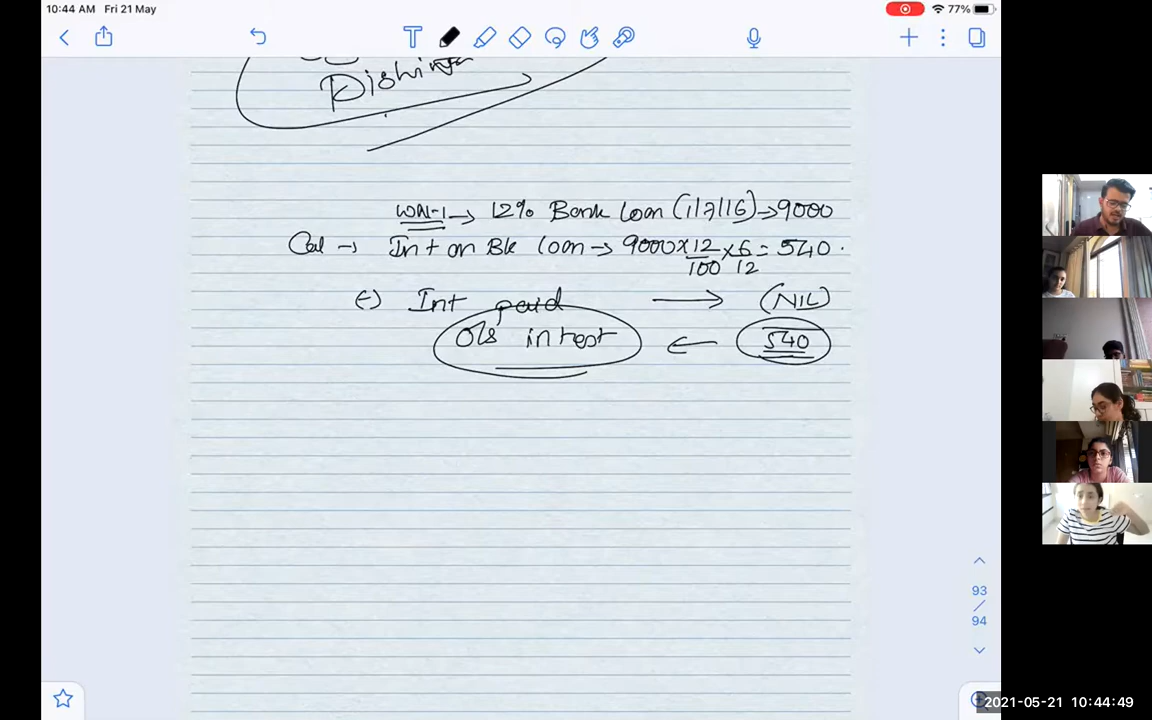 10:44 AM Fri 21 May
77%
WN-1 → 12% Bank loan (1/7/16) → 9000
Cal → Int on Bk loan → 9000 × 12/100 × 6/12 = 540.
(-) Int paid → (NIL)
O/s intrest ← 540
93
/
94
2021-05-21 10:44:49